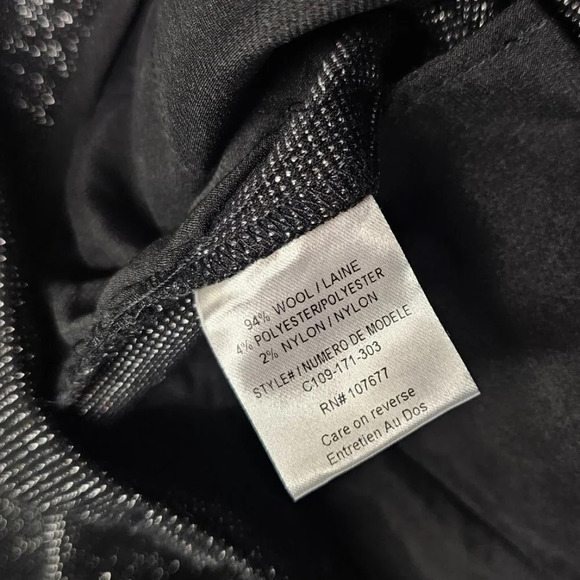 94% WOOL / LAINE
4% POLYESTER/POLYESTER
2% NYLON / NYLON
STYLE# / NUMERO DE MODELE
C109-171-303
RN# 107677
Care on reverse
Entretien Au Dos